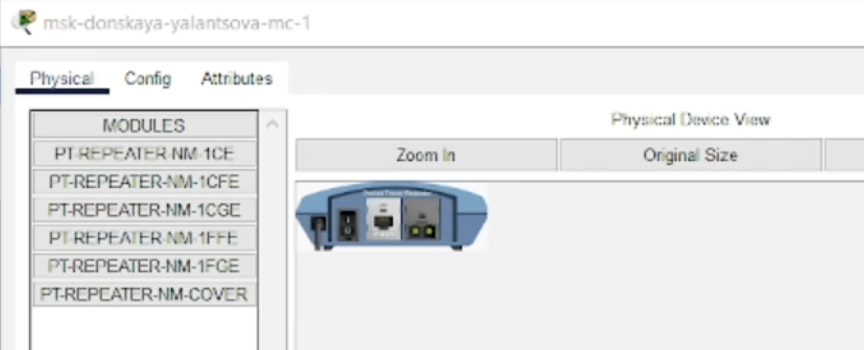 msk-donskaya-yalantsova-mc-1
Physical Config Attributes
MODULES
PT-REPEATER-NM-1CE
PT-REPEATER-NM-1CFE
PT-REPEATER-NM-1CGE
PT-REPEATER-NM-1FFE
PT-REPEATER-NM-1FGE
PT-REPEATER-NM-COVER
Physical Device View
Zoom In Original Size